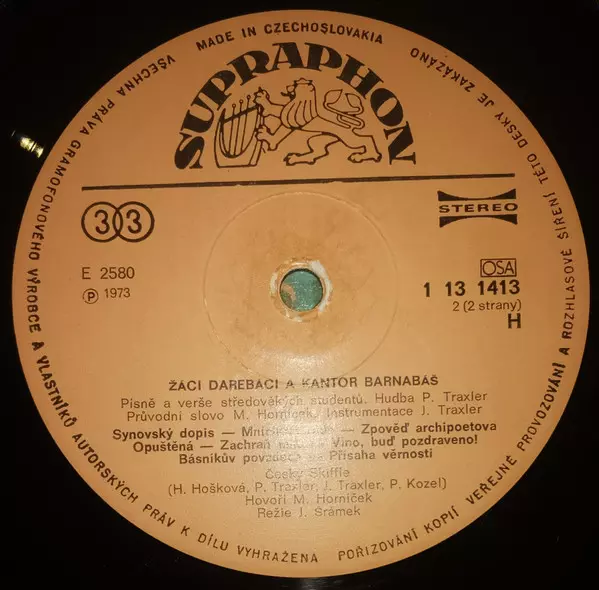 MADE IN CZECHOSLOVAKIA
SUPRAPHON
33
STEREO
E 2580
Ⓟ 1973
OSA
1 13 1413
2 (2 strany)
H
ŽÁCI DAREBÁCI A KANTOR BARNABÁŠ
Písně a verše středověkých studentů. Hudba P. Traxler
Průvodní slovo M. Horníček. Instrumentace J. Traxler
Synovský dopis — — Zpověď archipoetova
Opuštěná — Zachraň Víno, buď pozdraveno!
Básníkův — Přísaha věrnosti
Český Skiffle
(H. Hošková, P. Traxler, J. Traxler, P. Kozel)
Hovoří M. Horníček
Režie J. Šrámek
VŠECHNA PRÁVA GRAMOFONOVÉHO VÝROBCE A VLASTNÍKŮ AUTORSKÝCH PRÁV K DÍLU VYHRAŽENA
POŘIZOVÁNÍ KOPIÍ VEŘEJNÉ PROVOZOVÁNÍ A ROZHLASOVÉ ŠÍŘENÍ TÉTO DESKY JE ZAKÁZÁNO